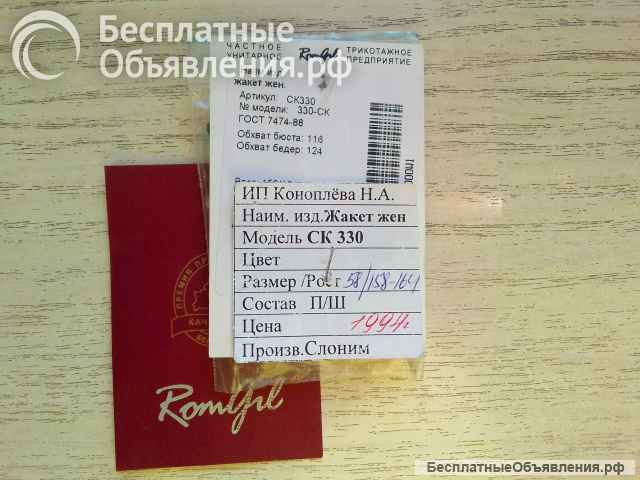 Бесплатные
Объявления.рф
ЧАСТНОЕ
УНИТАРНОЕ
RomGil
ТРИКОТАЖНОЕ
ПРЕДПРИЯТИЕ
жакет жен.
Артикул: СК330
№ модели: 330-СК
ГОСТ 7474-88
Обхват бюста: 116
Обхват бедер: 124
ИП Коноплёва Н.А.
Наим. изд.Жакет жен
Модель СК 330
Цвет
Размер /Рост 58/158-164
Состав П/Ш
Цена 1994г
Произв.Слоним
ПРЕМИЯ
RomGil
БесплатныеОбъявления.рф